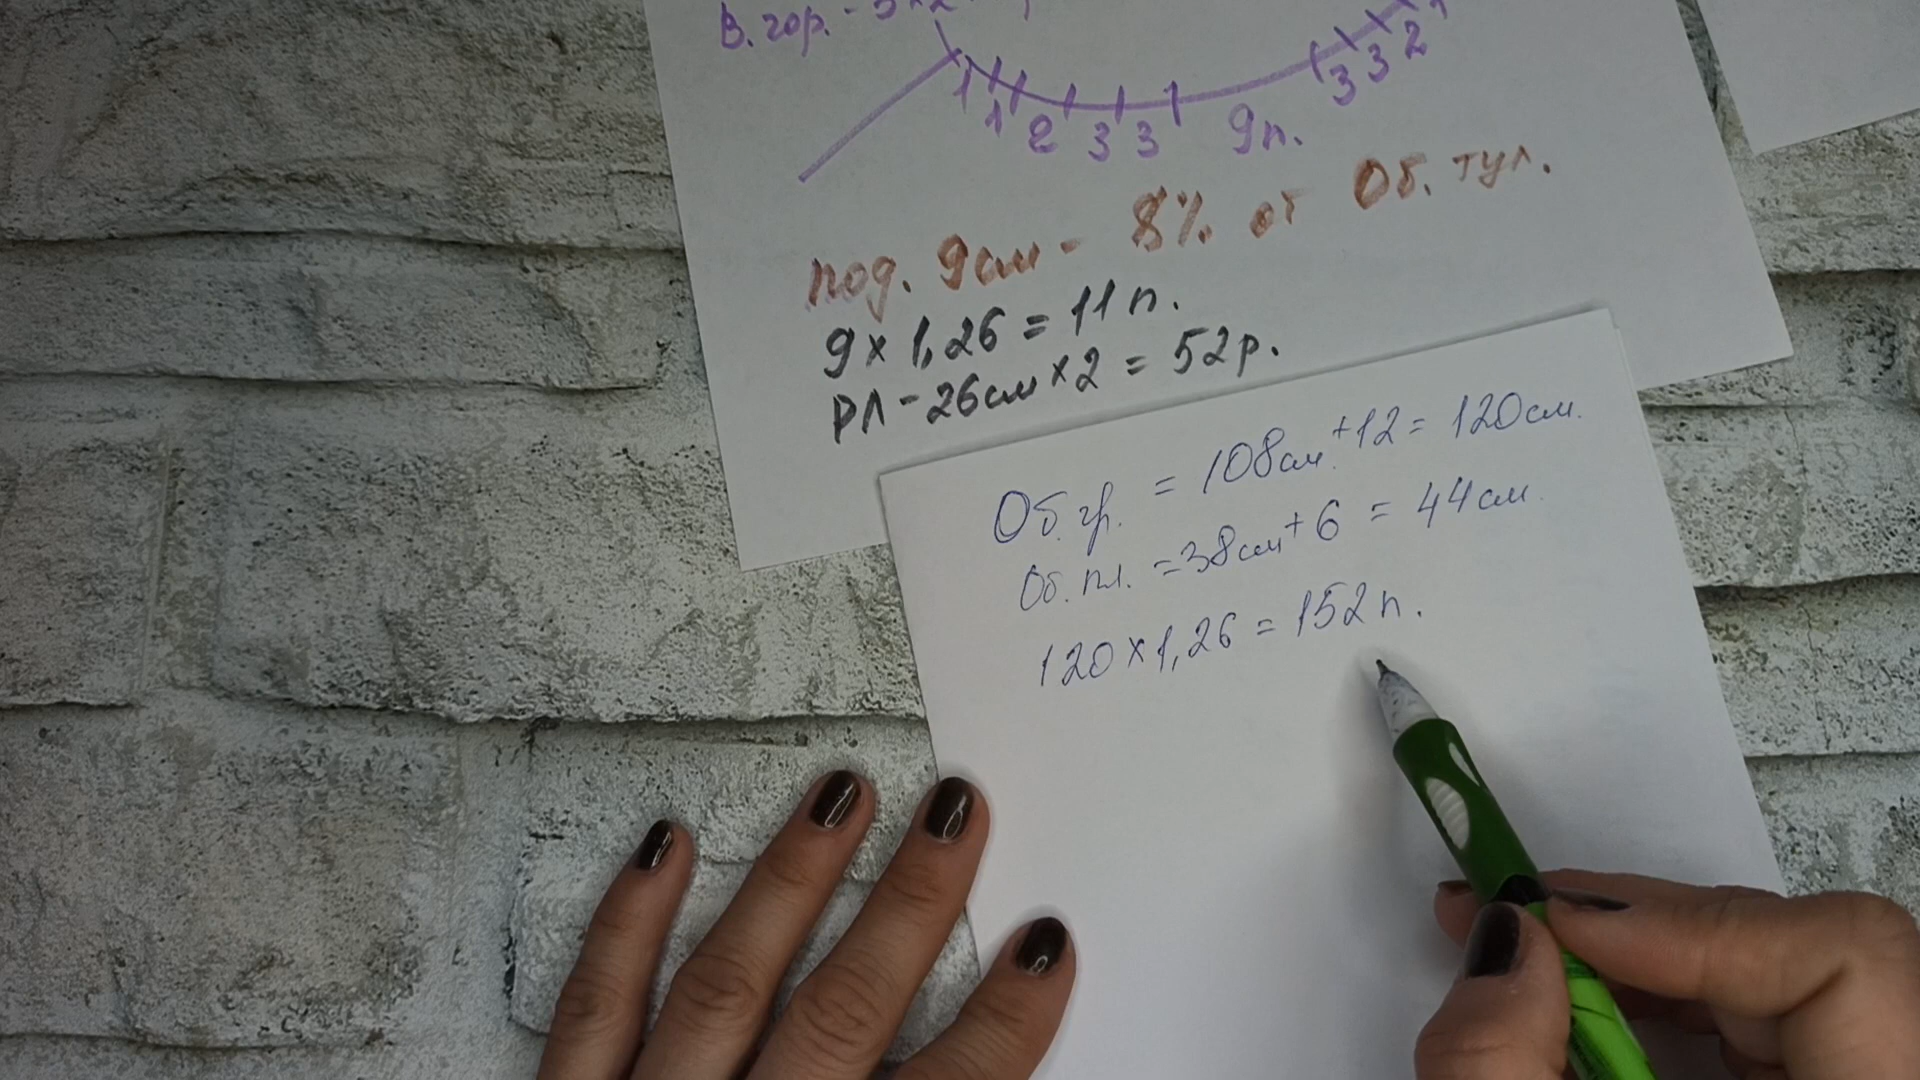 В. гор. -
1 1 2 3 3 9п. 3 3 2
под. 9см - 8% от Об. тул.
9 × 1,26 = 11 п.
РЛ - 26см × 2 = 52р.
Об. гр. = 108см. + 12 = 120см.
Об. пл. = 38см + 6 = 44см.
120 × 1,26 = 152 п.